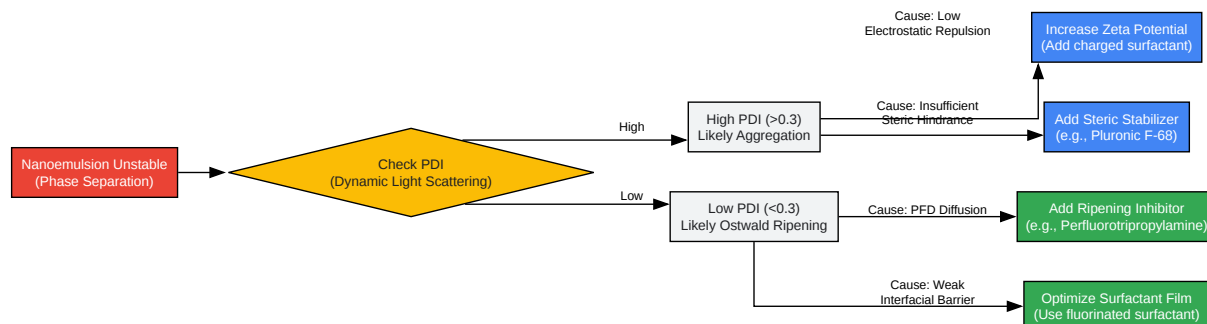 Cause: Low
Electrostatic Repulsion
Increase Zeta Potential
(Add charged surfactant)
High
High PDI (>0.3)
Likely Aggregation
Cause: Insufficient
Steric Hindrance
Add Steric Stabilizer
(e.g., Pluronic F-68)
Nanoemulsion Unstable
(Phase Separation)
Check PDI
(Dynamic Light Scattering)
Low
Low PDI (<0.3)
Likely Ostwald Ripening
Cause: PFD Diffusion
Add Ripening Inhibitor
(e.g., Perfluorotripropylamine)
Cause: Weak
Interfacial Barrier
Optimize Surfactant Film
(Use fluorinated surfactant)